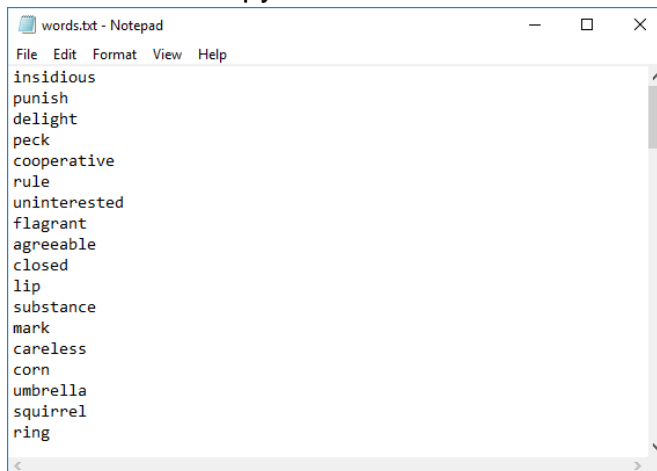 words.txt - Notepad
File Edit Format View Help
insidious
punish
delight
peck
cooperative
rule
uninterested
flagrant
agreeable
closed
lip
substance
mark
careless
corn
umbrella
squirrel
ring